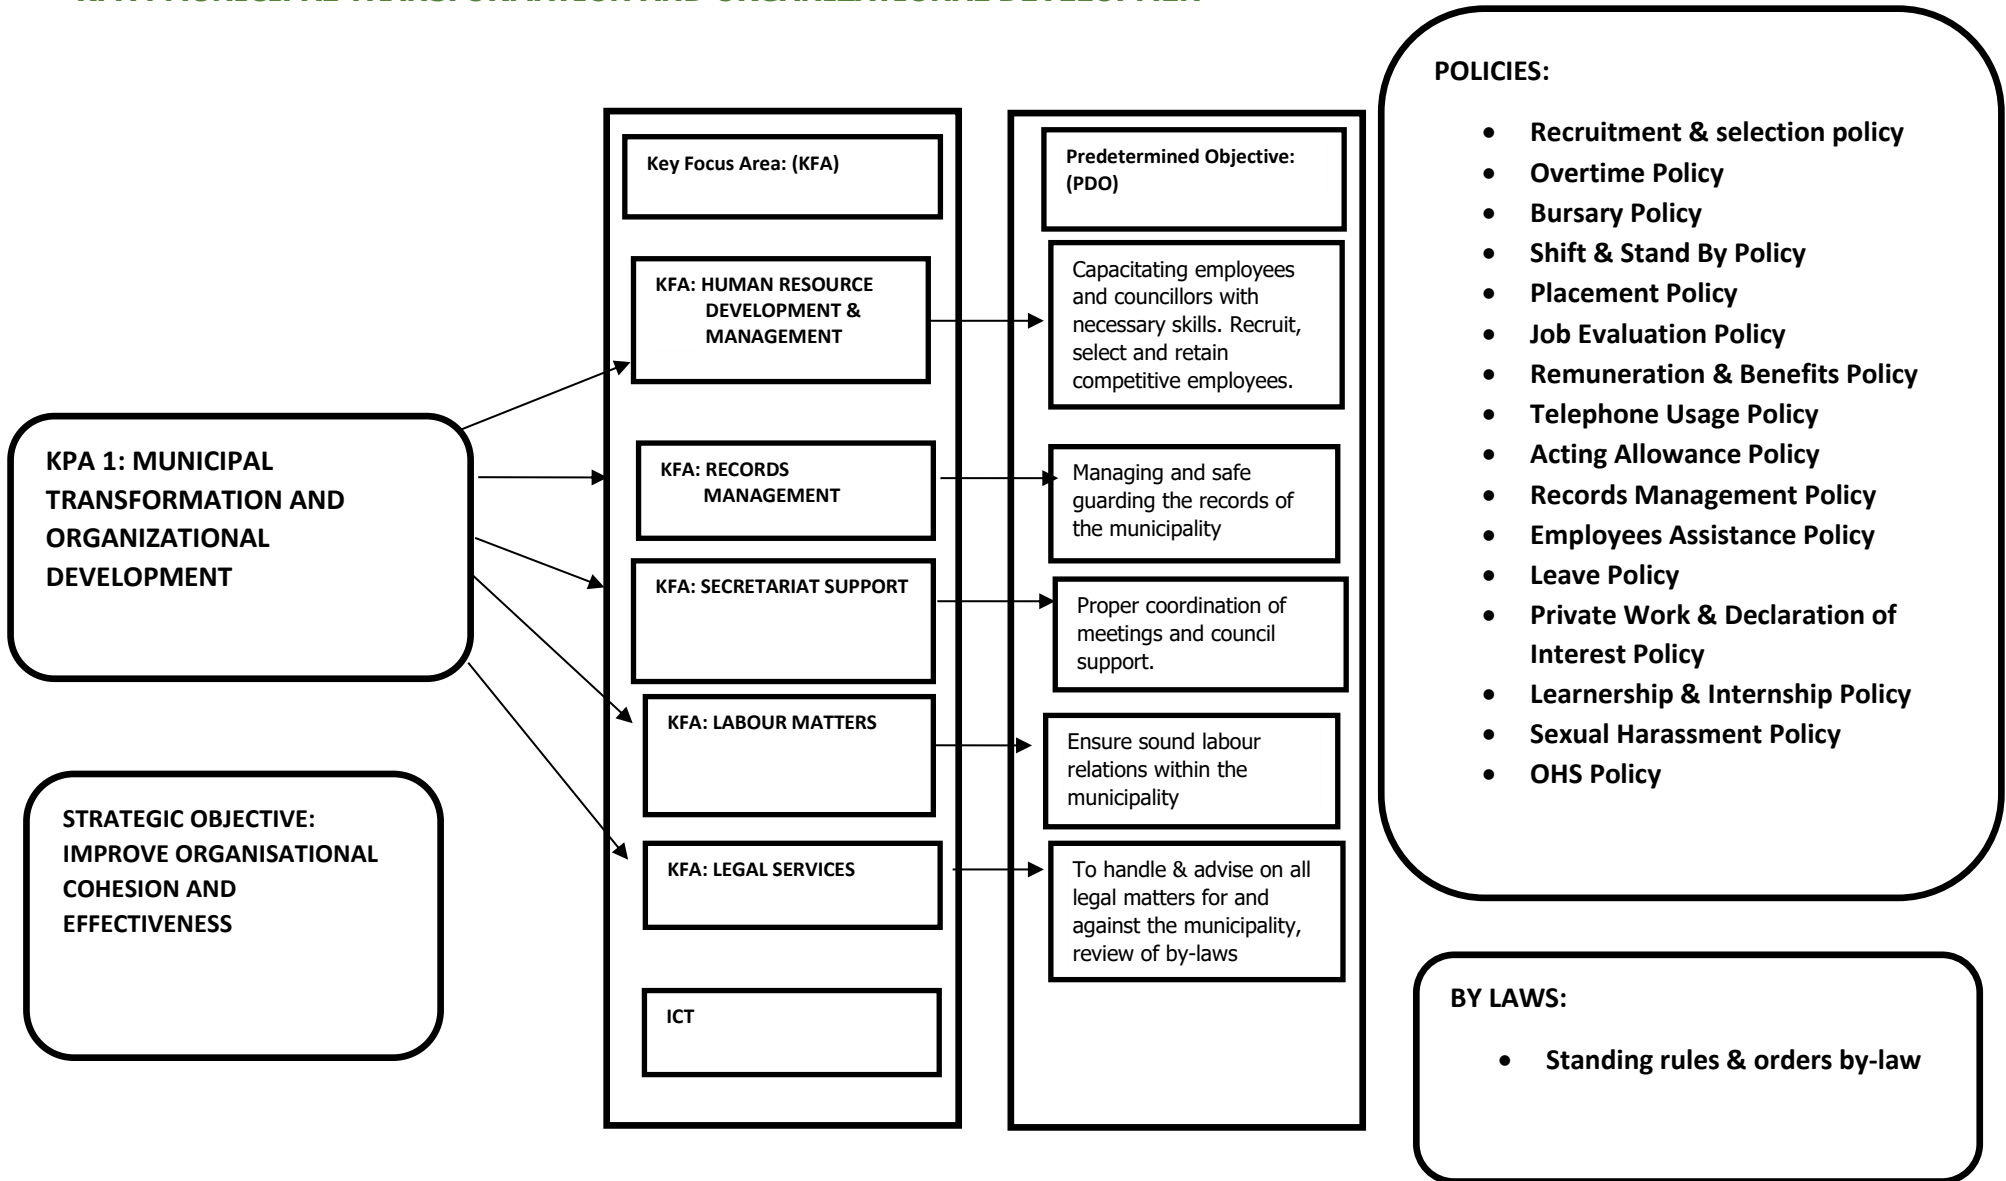 KPA 1: MUNICIPAL
TRANSFORMATION AND
ORGANIZATIONAL
DEVELOPMENT
STRATEGIC OBJECTIVE:
IMPROVE ORGANISATIONAL
COHESION AND
EFFECTIVENESS
Key Focus Area: (KFA)
KFA: HUMAN RESOURCE
DEVELOPMENT &
MANAGEMENT
KFA: RECORDS
MANAGEMENT
KFA: SECRETARIAT SUPPORT
KFA: LABOUR MATTERS
KFA: LEGAL SERVICES
ICT
Predetermined Objective:
(PDO)
Capacitating employees
and councillors with
necessary skills. Recruit,
select and retain
competitive employees.
Managing and safe
guarding the records of
the municipality
Proper coordination of
meetings and council
support.
Ensure sound labour
relations within the
municipality
To handle & advise on all
legal matters for and
against the municipality,
review of by-laws
POLICIES:
• Recruitment & selection policy
• Overtime Policy
• Bursary Policy
• Shift & Stand By Policy
• Placement Policy
• Job Evaluation Policy
• Remuneration & Benefits Policy
• Telephone Usage Policy
• Acting Allowance Policy
• Records Management Policy
• Employees Assistance Policy
• Leave Policy
• Private Work & Declaration of
Interest Policy
• Learnership & Internship Policy
• Sexual Harassment Policy
• OHS Policy
BY LAWS:
• Standing rules & orders by-law